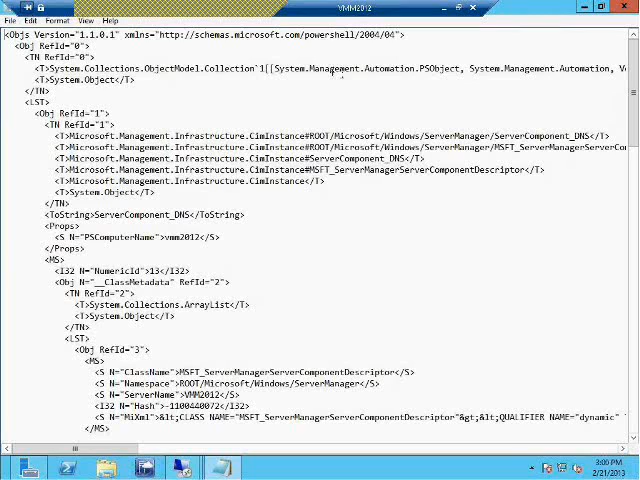 VMM2012
File Edit Format View Help
<Objs Version="1.1.0.1" xmlns="http://schemas.microsoft.com/powershell/2004/04">
<Obj RefId="0">
<TN RefId="0">
<T>System.Collections.ObjectModel.Collection`1[[System.Management.Automation.PSObject, System.Management.Automation, Ve
<T>System.Object</T>
</TN>
<LST>
<Obj RefId="1">
<TN RefId="1">
<T>Microsoft.Management.Infrastructure.CimInstance#ROOT/Microsoft/Windows/ServerManager/ServerComponent_DNS</T>
<T>Microsoft.Management.Infrastructure.CimInstance#ROOT/Microsoft/Windows/ServerManager/MSFT_ServerManagerServerCom
<T>Microsoft.Management.Infrastructure.CimInstance#ServerComponent_DNS</T>
<T>Microsoft.Management.Infrastructure.CimInstance#MSFT_ServerManagerServerComponentDescriptor</T>
<T>Microsoft.Management.Infrastructure.CimInstance</T>
<T>System.Object</T>
</TN>
<ToString>ServerComponent_DNS</ToString>
<Props>
<S N="PSComputerName">vmm2012</S>
</Props>
<MS>
<I32 N="NumericId">13</I32>
<Obj N="__ClassMetadata" RefId="2">
<TN RefId="2">
<T>System.Collections.ArrayList</T>
<T>System.Object</T>
</TN>
<LST>
<Obj RefId="3">
<MS>
<S N="ClassName">MSFT_ServerManagerServerComponentDescriptor</S>
<S N="Namespace">ROOT/Microsoft/Windows/ServerManager</S>
<S N="ServerName">VMM2012</S>
<I32 N="Hash">-1100440072</I32>
<S N="MiXml">&lt;CLASS NAME="MSFT_ServerManagerServerComponentDescriptor"&gt;&lt;QUALIFIER NAME="dynamic"
</MS>
3:00 PM
2/21/2013